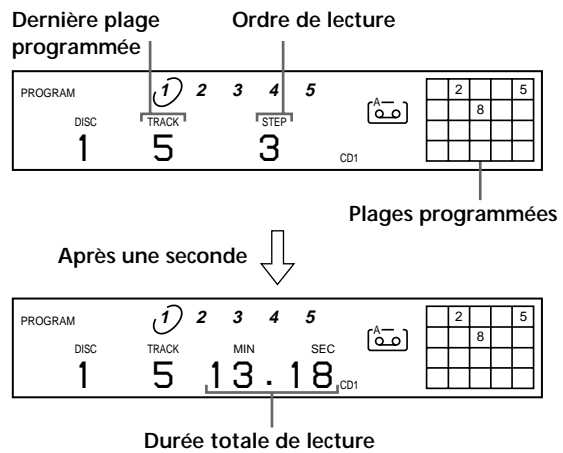 Dernière plage programmée
Ordre de lecture
PROGRAM
1 2 3 4 5
A
2 5
8
DISC TRACK STEP
1 5 3
CD1
Plages programmées
Après une seconde
PROGRAM
1 2 3 4 5
A
2 5
8
DISC TRACK MIN SEC
1 5 13.18
CD1
Durée totale de lecture